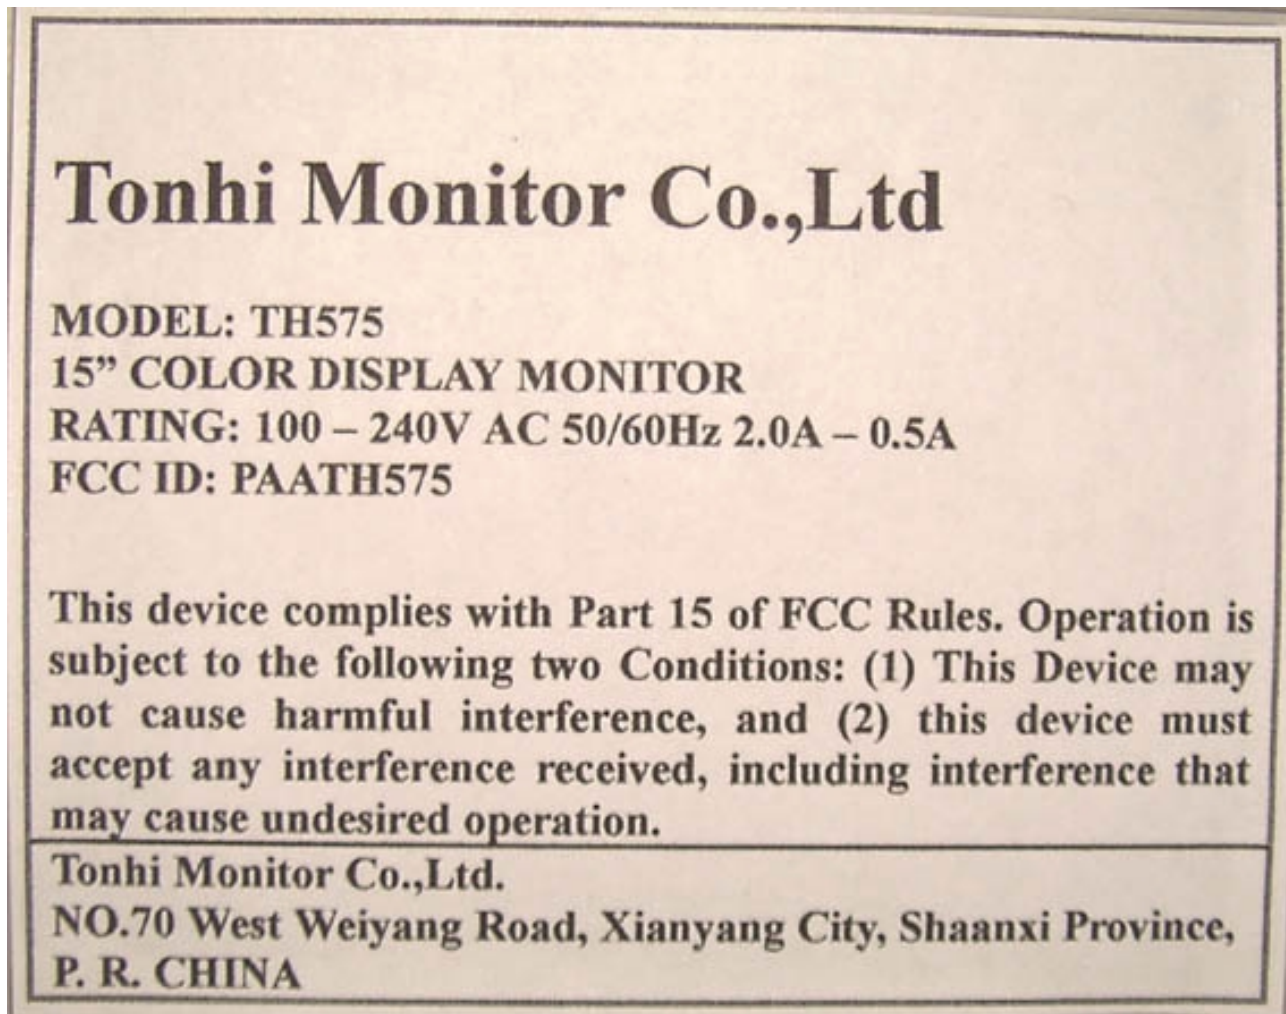 Tonhi Monitor Co.,Ltd
MODEL: TH575
15” COLOR DISPLAY MONITOR
RATING: 100 – 240V AC 50/60Hz 2.0A – 0.5A
FCC ID: PAATH575
This device complies with Part 15 of FCC Rules. Operation is
subject to the following two Conditions: (1) This Device may
not cause harmful interference, and (2) this device must
accept any interference received, including interference that
may cause undesired operation.
Tonhi Monitor Co.,Ltd.
NO.70 West Weiyang Road, Xianyang City, Shaanxi Province,
P. R. CHINA